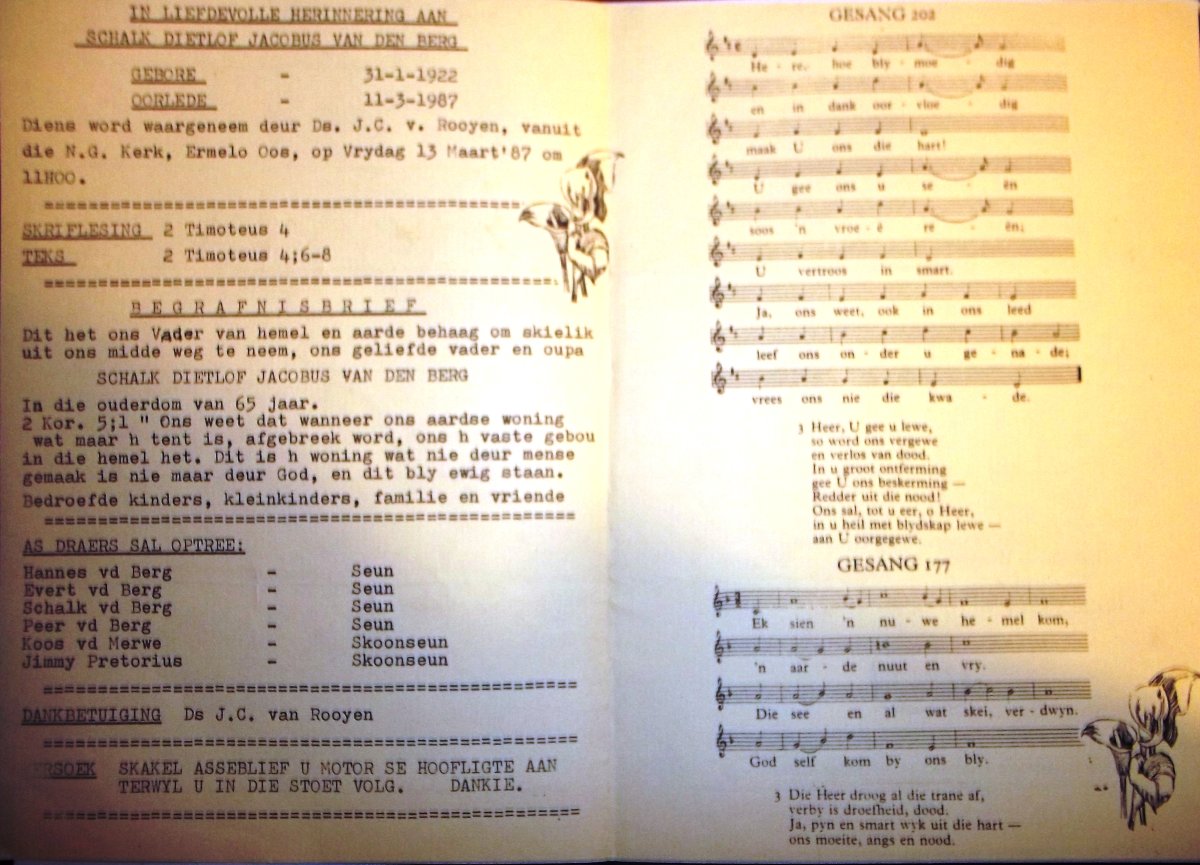 IN LIEFDEVOLLE HERINNERING AAN
SCHALK DIETLOF JACOBUS VAN DEN BERG
GEBORE - 31-1-1922
OORLEDE - 11-3-1987
Diens word waargeneem deur Ds. J.C. v. Rooyen, vanuit
die N.G. Kerk, Ermelo Oos, op Vrydag 13 Maart'87 om
11H00.
SKRIFLESING 2 Timoteus 4
TEKS 2 Timoteus 4;6-8
B E G R A F N I S B R I E F
Dit het ons Vader van hemel en aarde behaag om skielik
uit ons midde weg te neem, ons geliefde vader en oupa
SCHALK DIETLOF JACOBUS VAN DEN BERG
In die ouderdom van 65 jaar.
2 Kor. 5;1 " Ons weet dat wanneer ons aardse woning
wat maar h tent is, afgebreek word, ons h vaste gebou
in die hemel het. Dit is h woning wat nie deur mense
gemaak is nie maar deur God, en dit bly ewig staan.
Bedroefde kinders, kleinkinders, familie en vriende
AS DRAERS SAL OPTREE:
Hannes vd Berg - Seun
Evert vd Berg - Seun
Schalk vd Berg - Seun
Peer vd Berg - Seun
Koos vd Merwe - Skoonseun
Jimmy Pretorius - Skoonseun
DANKBETUIGING Ds J.C. van Rooyen
RSOEK SKAKEL ASSEBLIEF U MOTOR SE HOOFLIGTE AAN
TERWYL U IN DIE STOET VOLG. DANKIE.
GESANG 202
He - re, hoe bly - moe - dig
en in dank oor - vloe - dig
maak U ons die hart!
U gee ons u se - ën
soos 'n vroe - ë re - ën;
U vertroos in smart.
Ja, ons weet, ook in ons leed
leef ons on - der u ge - na - de;
vrees ons nie die kwa - de.
3 Heer, U gee u lewe,
so word ons vergewe
en verlos van dood.
In u groot ontferming
gee U ons beskerming —
Redder uit die nood!
Ons sal, tot u eer, o Heer,
in u heil met blydskap lewe —
aan U oorgegewe.
GESANG 177
Ek sien 'n nu - we he - mel kom,
'n aar - de nuut en vry.
Die see en al wat skei, ver - dwyn.
God self kom by ons bly.
3 Die Heer droog al die trane af,
verby is droefheid, dood.
Ja, pyn en smart wyk uit die hart —
ons moeite, angs en nood.